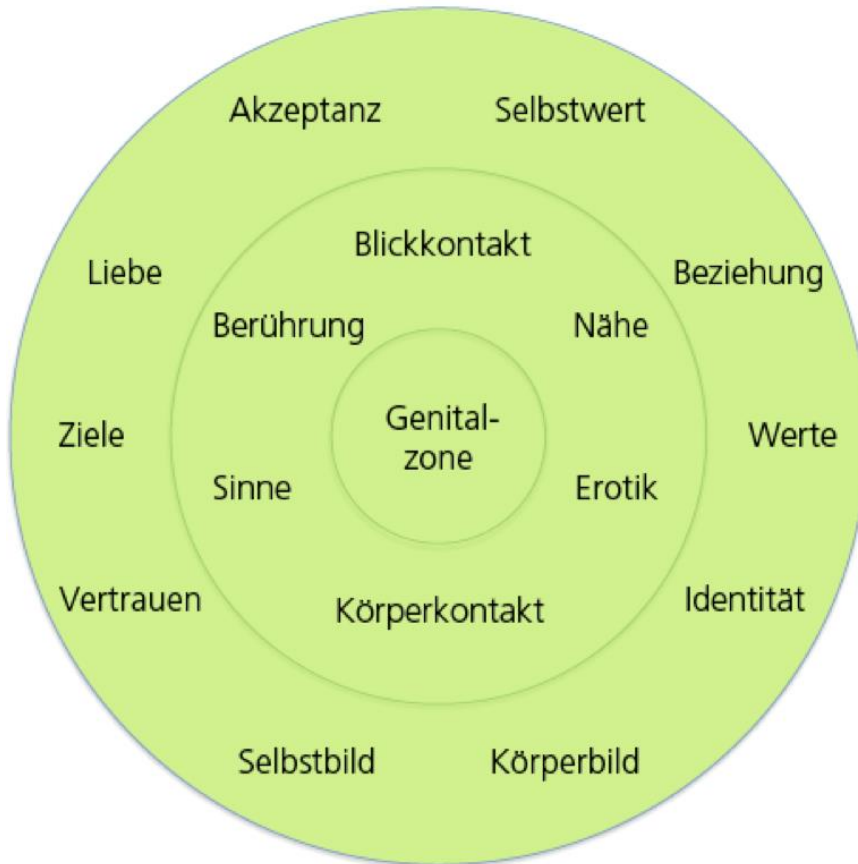 Akzeptanz Selbstwert
Blickkontakt
Liebe Beziehung
Berührung Nähe
Genital-
zone
Ziele Werte
Sinne Erotik
Vertrauen Identität
Körperkontakt
Selbstbild Körperbild